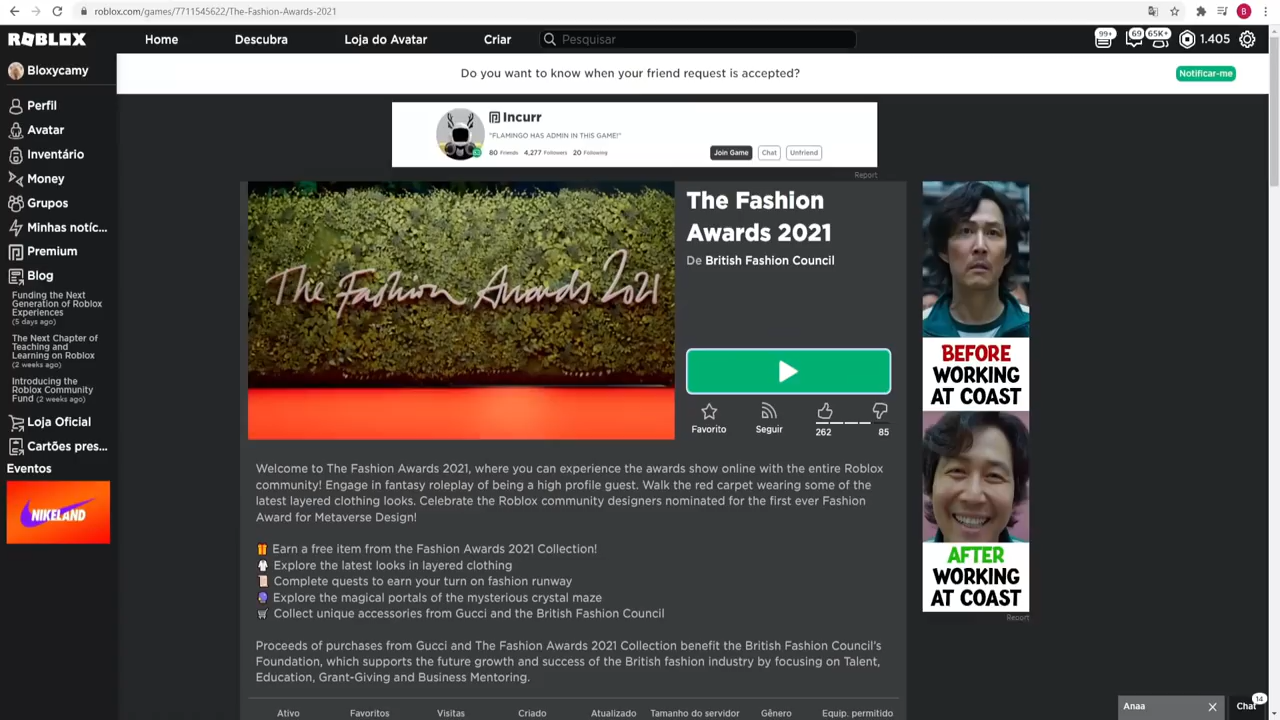 roblox.com/games/7711545622/The-Fashion-Awards-2021
B
ROBLOX
Home
Descubra
Loja do Avatar
Criar
Pesquisar
99+
69
65K+
1.405
Bloxycamy
Do you want to know when your friend request is accepted?
Notificar-me
Perfil
Avatar
Inventário
Money
Grupos
Minhas notíc...
Premium
Blog
Funding the Next
Generation of Roblox
Experiences
(5 days ago)
The Next Chapter of
Teaching and
Learning on Roblox
(2 weeks ago)
Introducing the
Roblox Community
Fund (2 weeks ago)
Loja Oficial
Cartões pres...
Eventos
NIKELAND
Incurr
"FLAMINGO HAS ADMIN IN THIS GAME!"
80 Friends 4,277 Followers 20 Following
Join Game
Chat
Unfriend
Report
The Fashion Awards 2021
The Fashion
Awards 2021
De British Fashion Council
Favorito
Seguir
262
85
Welcome to The Fashion Awards 2021, where you can experience the awards show online with the entire Roblox
community! Engage in fantasy roleplay of being a high profile guest. Walk the red carpet wearing some of the
latest layered clothing looks. Celebrate the Roblox community designers nominated for the first ever Fashion
Award for Metaverse Design!
Earn a free item from the Fashion Awards 2021 Collection!
Explore the latest looks in layered clothing
Complete quests to earn your turn on fashion runway
Explore the magical portals of the mysterious crystal maze
Collect unique accessories from Gucci and the British Fashion Council
Proceeds of purchases from Gucci and The Fashion Awards 2021 Collection benefit the British Fashion Council's
Foundation, which supports the future growth and success of the British fashion industry by focusing on Talent,
Education, Grant-Giving and Business Mentoring.
Ativo
Favoritos
Visitas
Criado
Atualizado
Tamanho do servidor
Gênero
Equip. permitido
BEFORE
WORKING
AT COAST
AFTER
WORKING
AT COAST
Report
Anaa
Chat
14